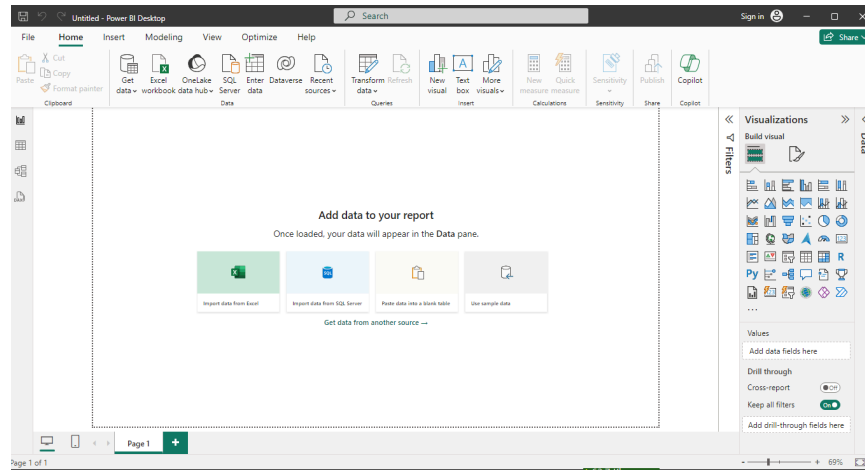 Untitled - Power BI Desktop
Search
Sign in
File Home Insert Modeling View Optimize Help
Share
Paste
Cut
Copy
Format painter
Clipboard
Get data
Excel workbook
OneLake data hub
SQL Server
Enter data
Dataverse
Recent sources
Data
Transform data
Refresh
Queries
New visual
Text box
More visuals
Insert
New measure
Quick measure
Calculations
Sensitivity
Sensitivity
Publish
Share
Copilot
Copilot
Add data to your report
Once loaded, your data will appear in the Data pane.
Import data from Excel
SQL
Import data from SQL Server
Paste data into a blank table
Use sample data
Get data from another source →
Filters
Visualizations
Data
Build visual
R
Py
...
Values
Add data fields here
Drill through
Cross-report
Off
Keep all filters
On
Add drill-through fields here
Page 1
Page 1 of 1
- + 69%